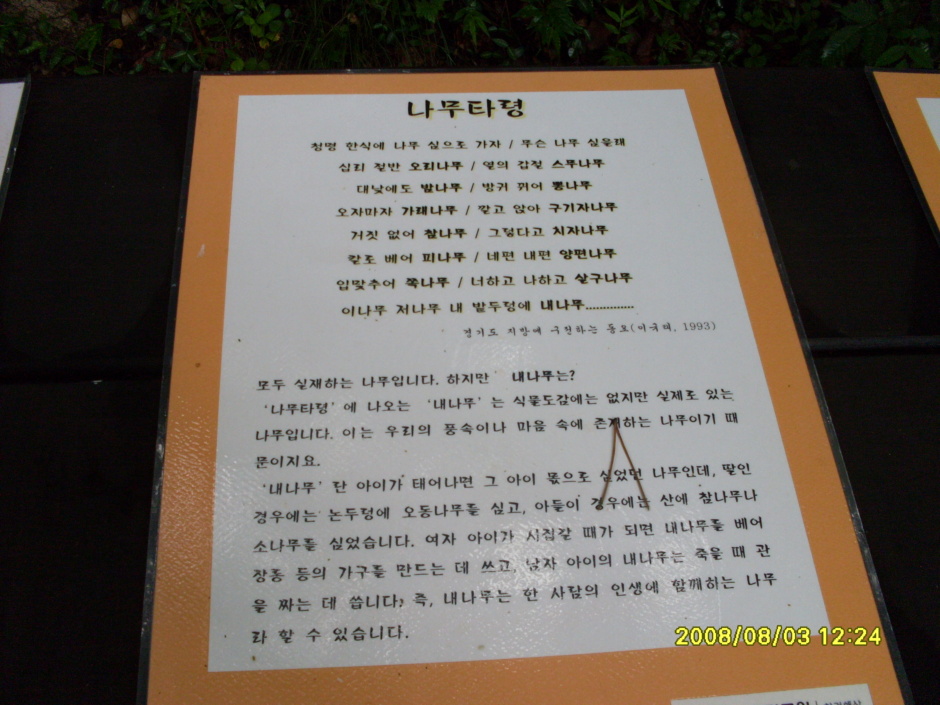 나무타령
청명 한식에 나무 심으로 가자 / 무슨 나무 심을래
십리 절반 오리나무 / 열의 갑절 스무나무
대낮에도 밤나무 / 방귀 뀌어 뽕나무
오자마자 가래나무 / 깔고 앉아 구기자나무
거짓 없어 참나무 / 그렇다고 치자나무
칼로 베어 피나무 / 네편 내편 양편나무
입맞추어 쪽나무 / 너하고 나하고 살구나무
이나무 저나무 내 밭두덩에 내나무.............
경기도 지방에 구전하는 동요(이국태, 1993)
모두 실재하는 나무입니다. 하지만 내나무는?
'나무타령' 에 나오는 '내나무' 는 식물도감에는 없지만 실제로 있는
나무입니다. 이는 우리의 풍속이나 마음 속에 존재하는 나무이기 때
문이지요.
'내나무' 단 아이가 태어나면 그 아이 몫으로 심었던 나무인데, 딸인
경우에는 논두렁에 오동나무를 심고, 아들이 경우에는 산에 참나무나
소나무를 심었습니다. 여자 아이가 시집갈 때가 되면 내나무를 베어
장롱 등의 가구를 만드는 데 쓰고, 남자 아이의 내나무는 죽을 때 관
을 짜는 데 씁니다. 즉, 내나무는 한 사람의 인생에 함께하는 나무
라 할 수 있습니다.
2008/08/03 12:24